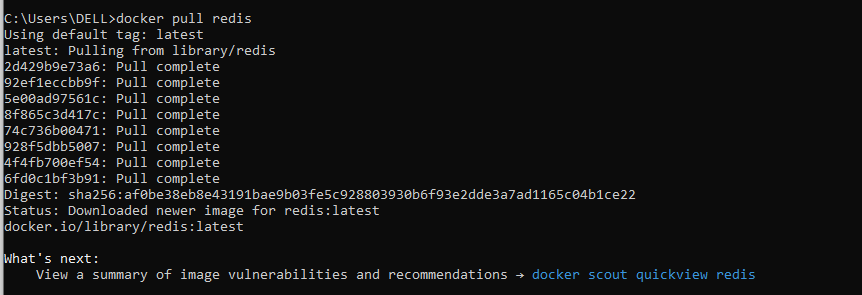 C:\Users\DELL>docker pull redis
Using default tag: latest
latest: Pulling from library/redis
2d429b9e73a6: Pull complete
92ef1eccbb9f: Pull complete
5e00ad97561c: Pull complete
8f865c3d417c: Pull complete
74c736b00471: Pull complete
928f5dbb5007: Pull complete
4f4fb700ef54: Pull complete
6fd0c1bf3b91: Pull complete
Digest: sha256:af0be38eb8e43191bae9b03fe5c928803930b6f93e2dde3a7ad1165c04b1ce22
Status: Downloaded newer image for redis:latest
docker.io/library/redis:latest
What's next:
View a summary of image vulnerabilities and recommendations → docker scout quickview redis